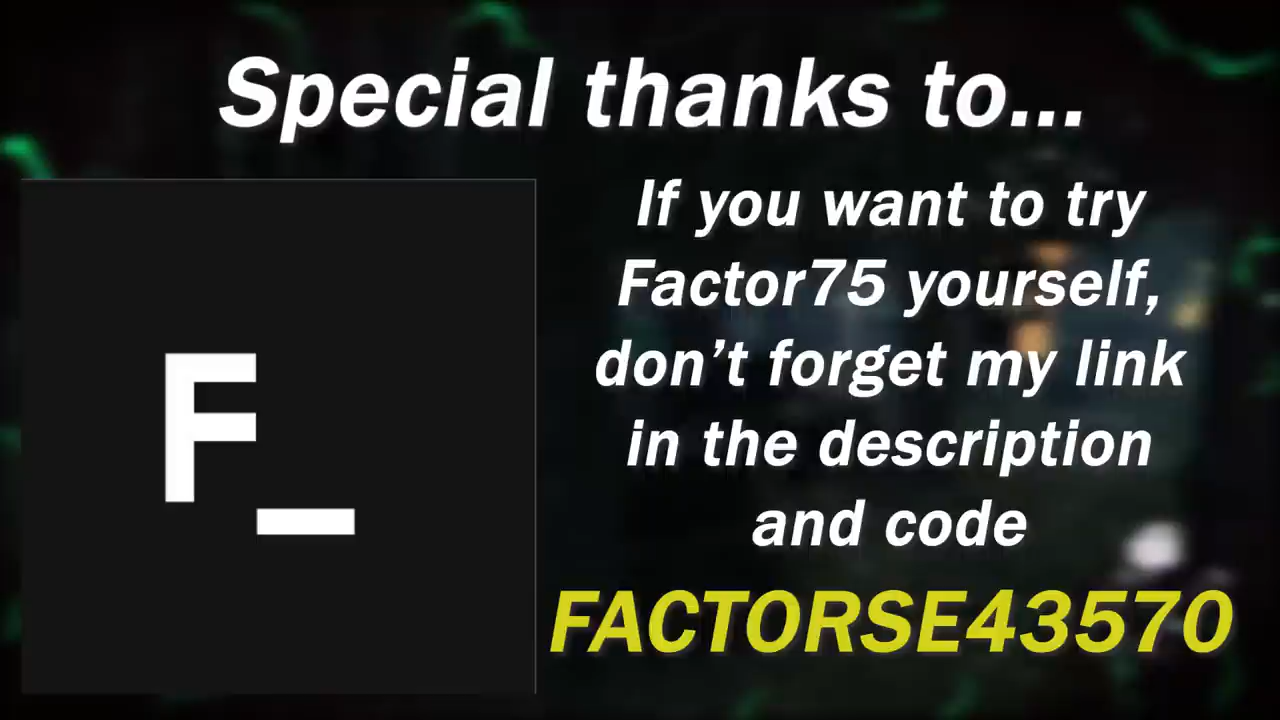 Special thanks to...
F_
If you want to try
Factor75 yourself,
don’t forget my link
in the description
and code
FACTORSE43570